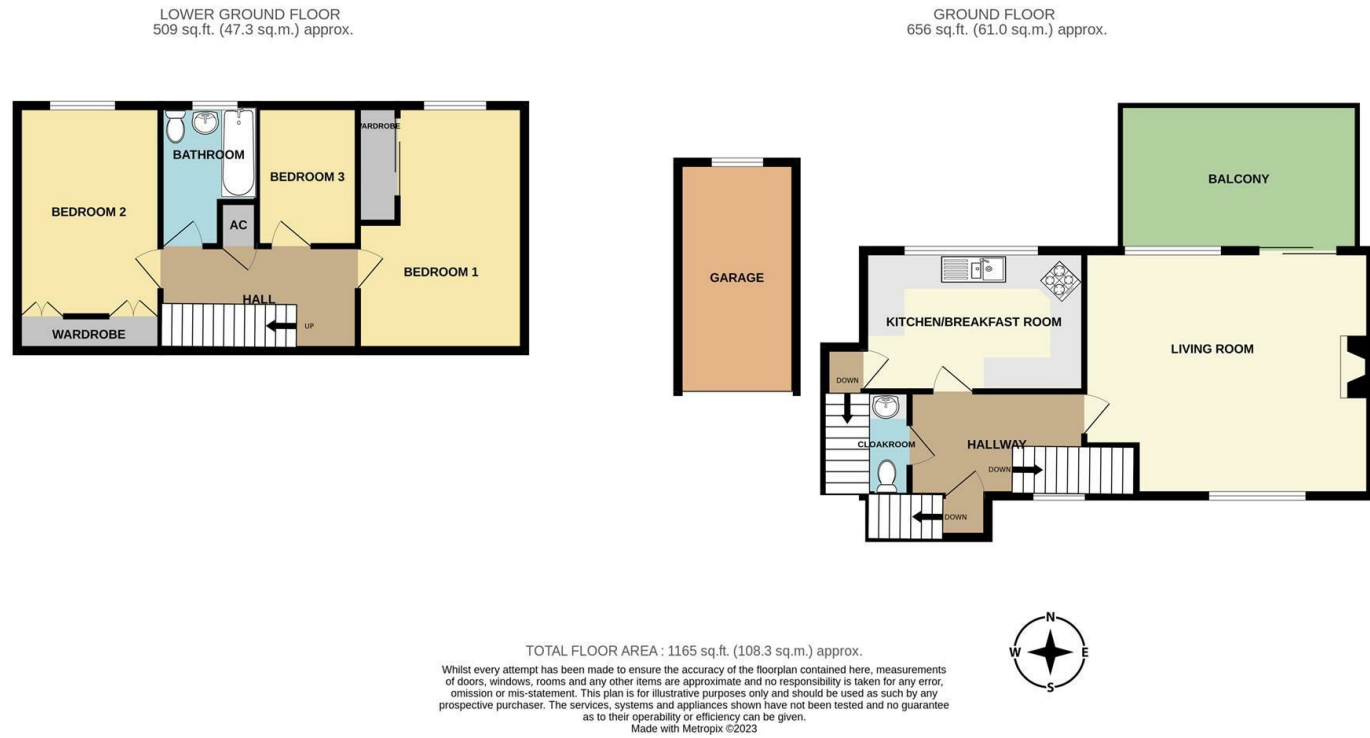 LOWER GROUND FLOOR
509 sq.ft. (47.3 sq.m.) approx.
GROUND FLOOR
656 sq.ft. (61.0 sq.m.) approx.
BATHROOM
WARDROBE
BEDROOM 3
BEDROOM 2
AC
BEDROOM 1
HALL
UP
WARDROBE
BALCONY
GARAGE
KITCHEN/BREAKFAST ROOM
LIVING ROOM
DOWN
CLOAKROOM
HALLWAY
DOWN
DOWN
N
W
E
S
TOTAL FLOOR AREA : 1165 sq.ft. (108.3 sq.m.) approx.
Whilst every attempt has been made to ensure the accuracy of the floorplan contained here, measurements
of doors, windows, rooms and any other items are approximate and no responsibility is taken for any error,
omission or mis-statement. This plan is for illustrative purposes only and should be used as such by any
prospective purchaser. The services, systems and appliances shown have not been tested and no guarantee
as to their operability or efficiency can be given.
Made with Metropix ©2023